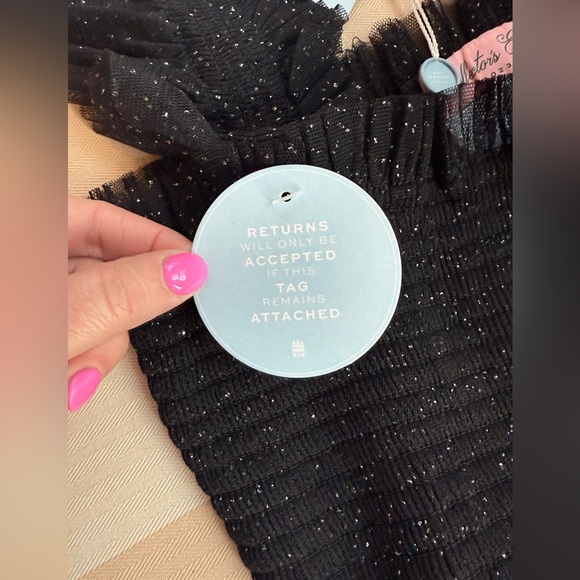 RETURNS
WILL ONLY BE
ACCEPTED
IF THIS
TAG
REMAINS
ATTACHED